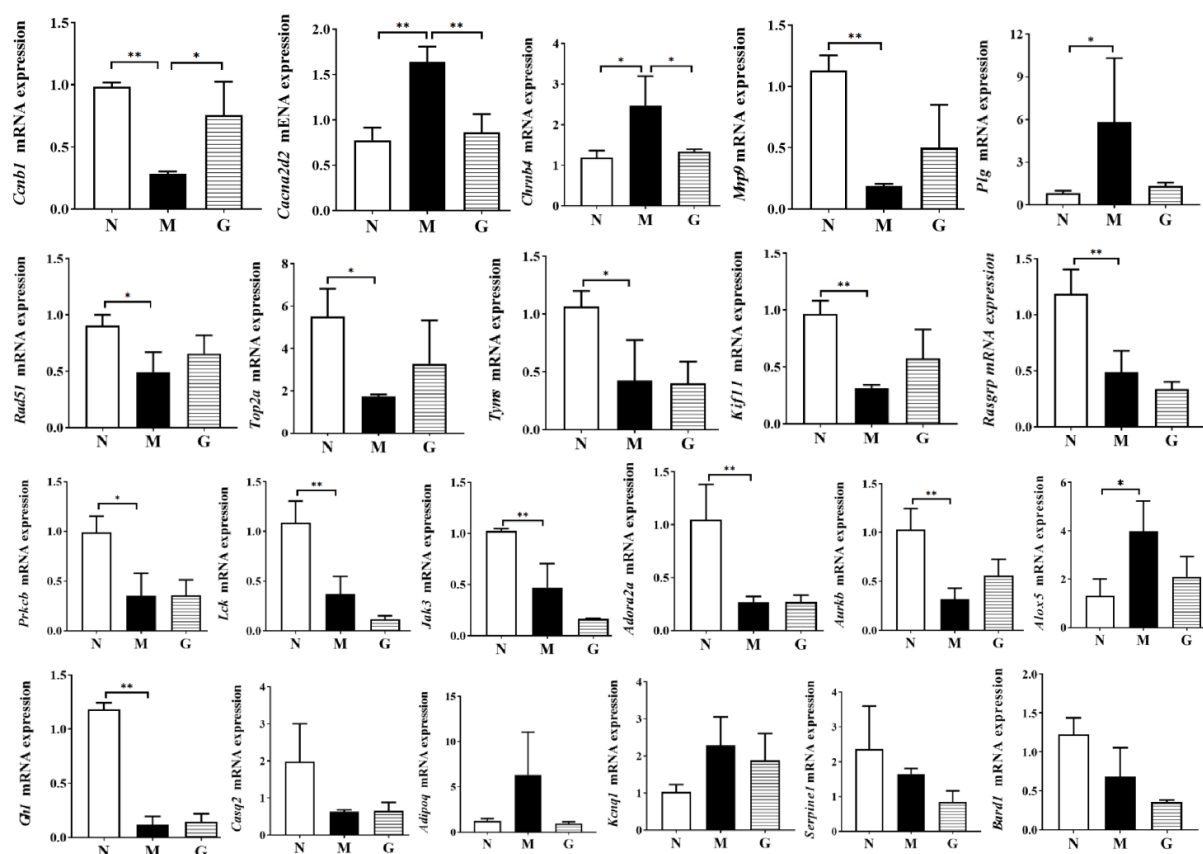 Ccnb1 mRNA expression
1.5
1.0
0.5
0.0
**
*
N M G
Cacna2d2 mENA expression
2.0
1.5
1.0
0.5
0.0
**
**
N M G
Chrnb4 mRNA expression
4
3
2
1
0
*
*
N M G
Mmp9 mRNA expression
1.5
1.0
0.5
0.0
**
N M G
Plg mRNA expression
12
9
6
3
0
*
N M G
Rad51 mRNA expression
1.5
1.0
0.5
0.0
*
N M G
Top2a mRNA expression
8
6
4
2
0
*
N M G
Tyms mRNA expression
1.5
1.0
0.5
0.0
*
N M G
Kif11 mRNA expression
1.5
1.0
0.5
0.0
**
N M G
Rasgrp mRNA expression
1.5
1.0
0.5
0.0
**
N M G
Prkcb mRNA expression
1.5
1.0
0.5
0.0
*
N M G
Lck mRNA expression
1.5
1.0
0.5
0.0
**
N M G
Jak3 mRNA expression
1.5
1.0
0.5
0.0
**
N M G
Adora2a mRNA expression
1.5
1.0
0.5
0.0
**
N M G
Aurkb mRNA expression
1.5
1.0
0.5
0.0
**
N M G
Alox5 mRNA expression
6
4
2
0
*
N M G
Gh1 mRNA expression
1.5
1.0
0.5
0.0
**
N M G
Casq2 mRNA expression
4
3
2
1
0
N M G
Adipoq mRNA expression
15
10
5
0
N M G
Kcnq1 mRNA expression
4
3
2
1
0
N M G
Serpine1 mRNA expression
4
3
2
1
0
N M G
Bard1 mRNA expression
2.0
1.5
1.0
0.5
0.0
N M G